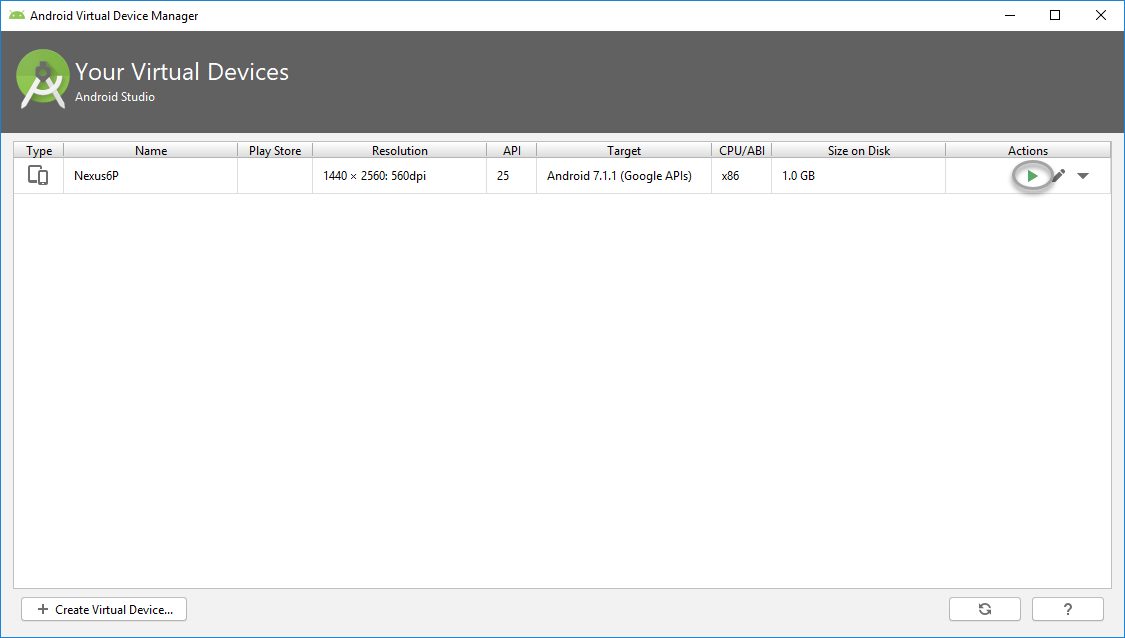 Android Virtual Device Manager
Your Virtual Devices
Android Studio
Type Name Play Store Resolution API Target CPU/ABI Size on Disk Actions
Nexus6P 1440 × 2560: 560dpi 25 Android 7.1.1 (Google APIs) x86 1.0 GB
+ Create Virtual Device... ?